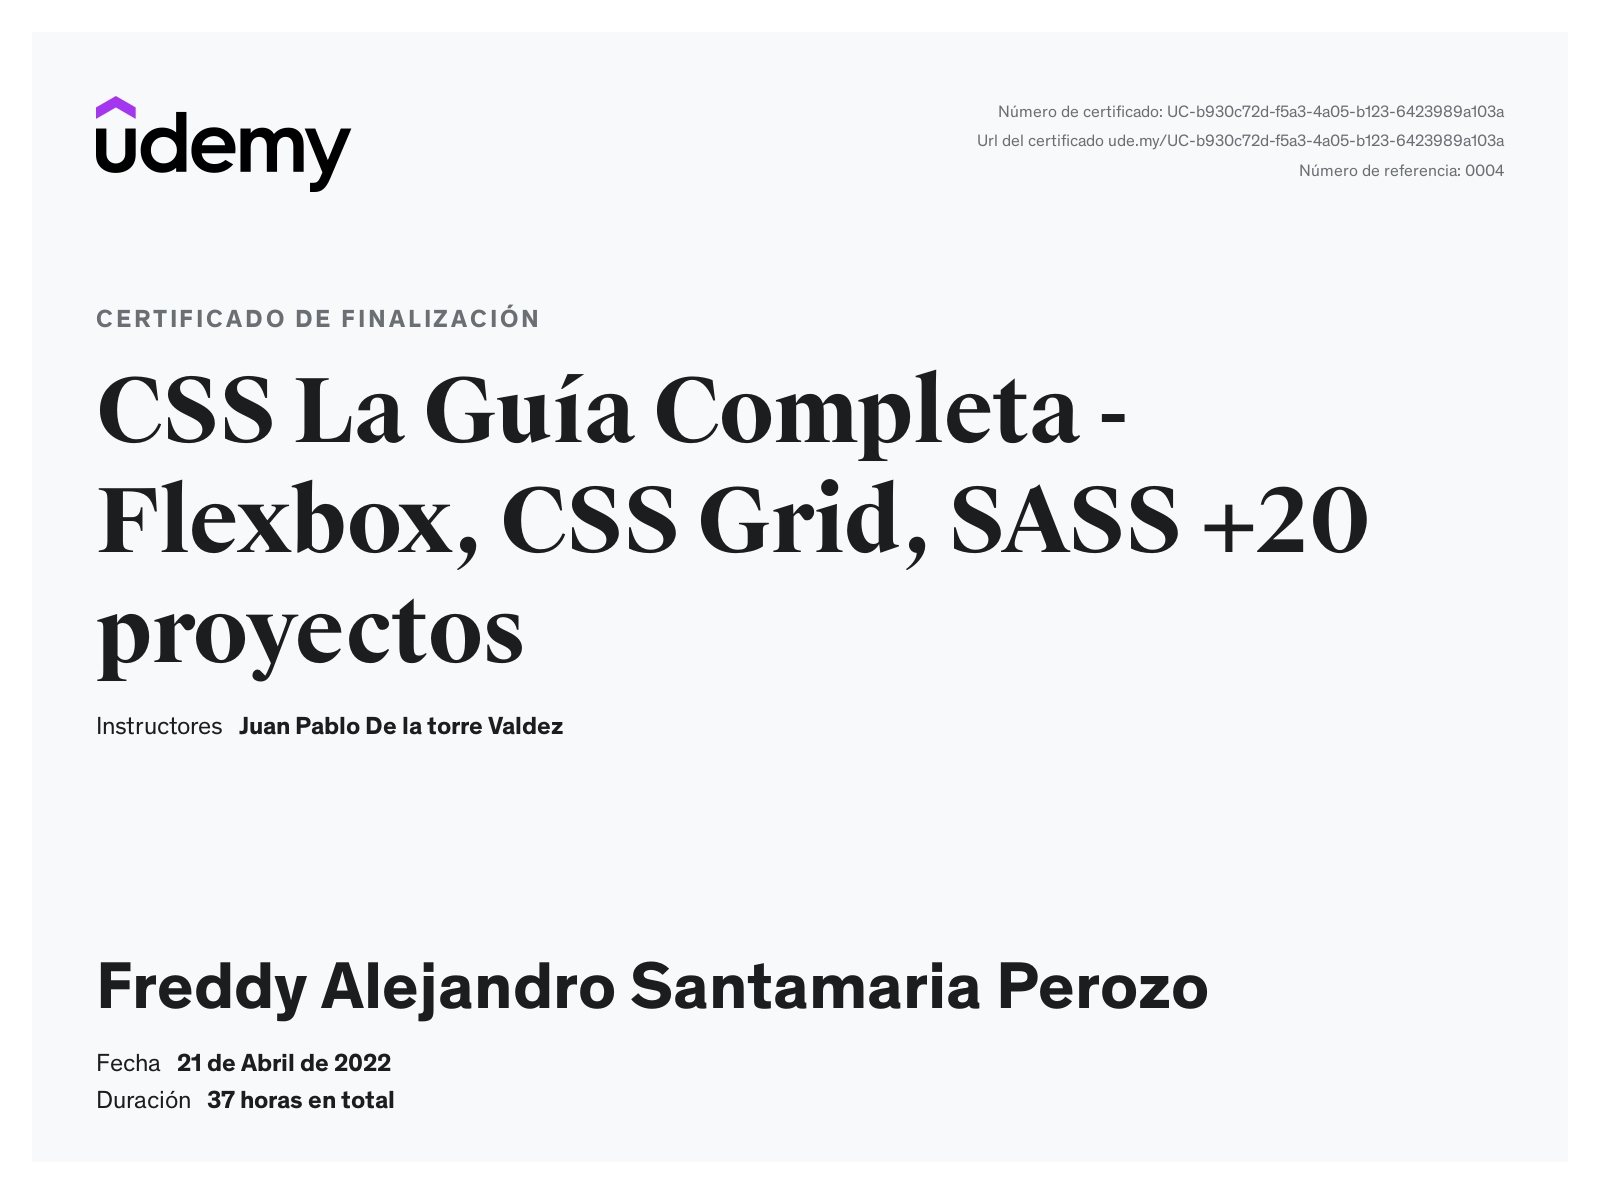 udemy
Número de certificado: UC-b930c72d-f5a3-4a05-b123-6423989a103a
Url del certificado ude.my/UC-b930c72d-f5a3-4a05-b123-6423989a103a
Número de referencia: 0004
CERTIFICADO DE FINALIZACIÓN
CSS La Guía Completa -
Flexbox, CSS Grid, SASS +20
proyectos
Instructores Juan Pablo De la torre Valdez
Freddy Alejandro Santamaria Perozo
Fecha 21 de Abril de 2022
Duración 37 horas en total